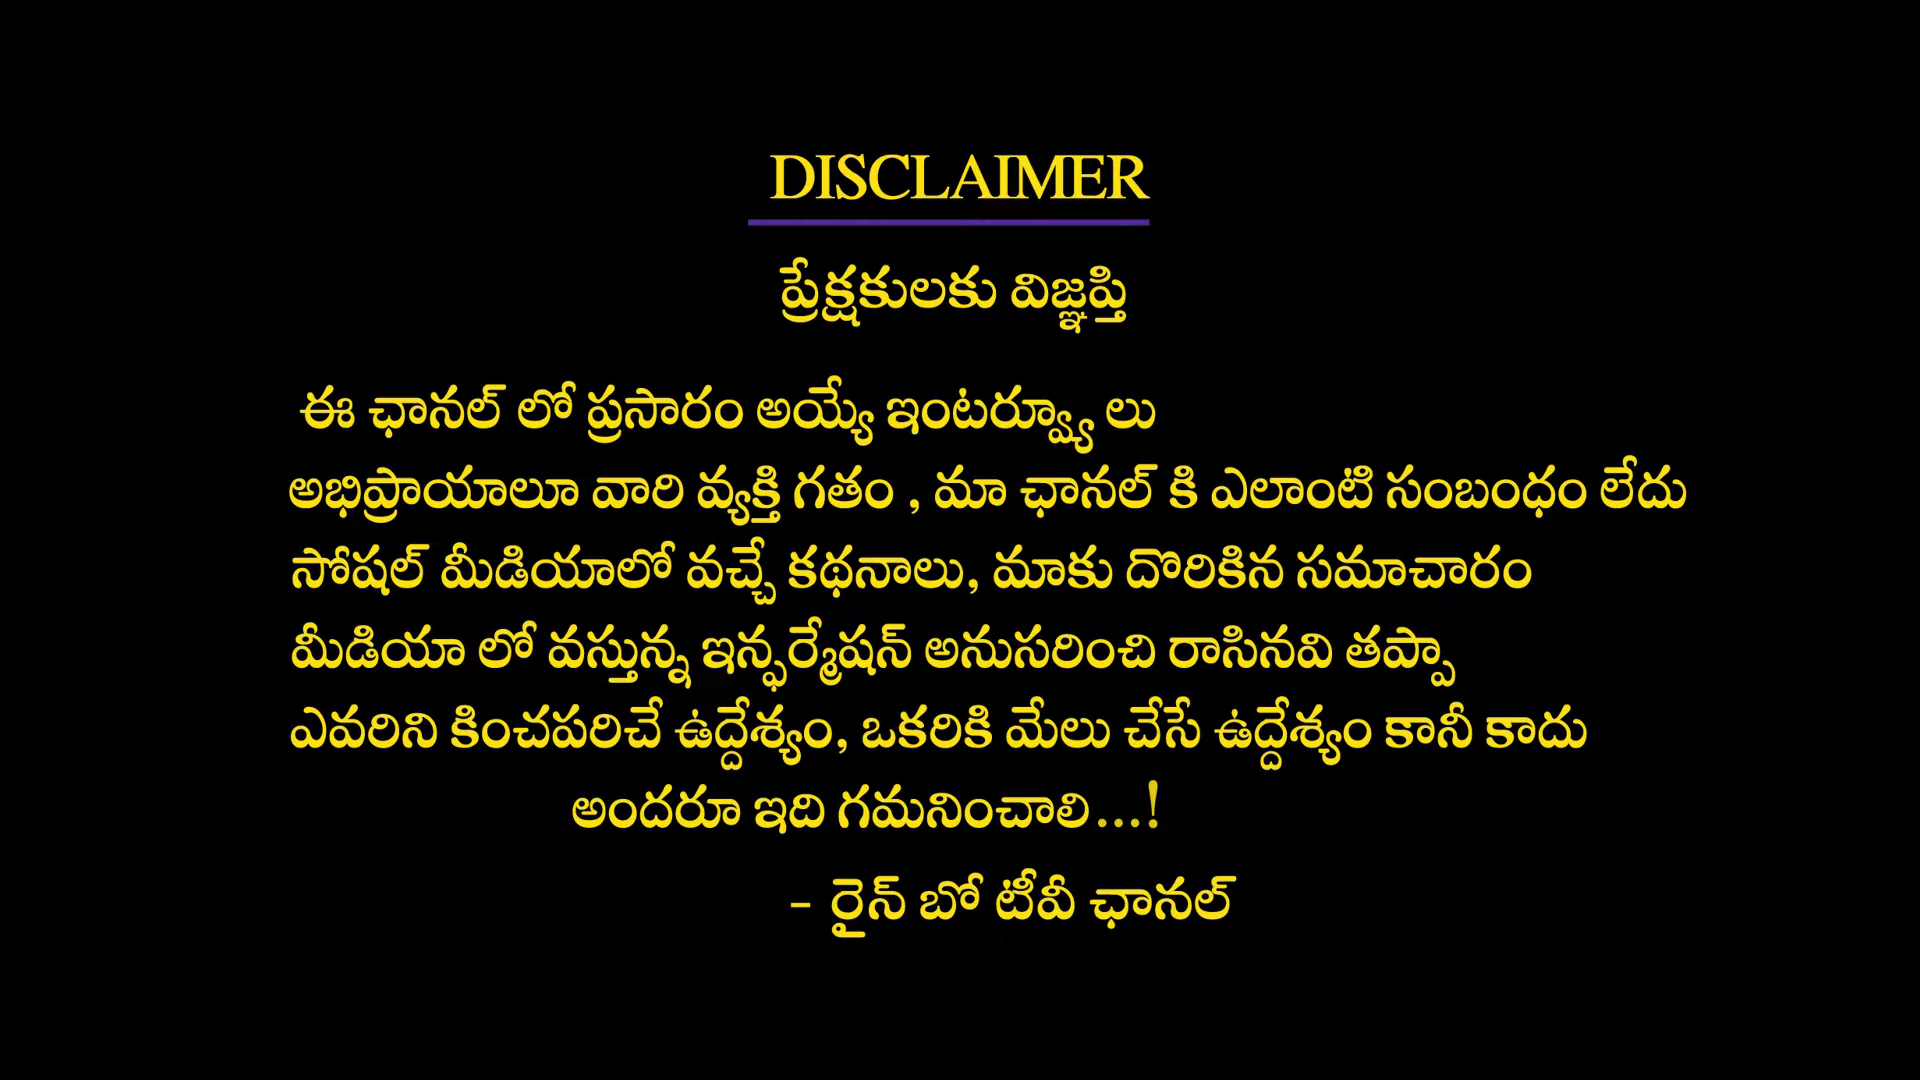 DISCLAIMER
ప్రేక్షకులకు విజ్ఞప్తి
ఈ ఛానల్ లో ప్రసారం అయ్యే ఇంటర్వ్యూ లు
అభిప్రాయాలూ వారి వ్యక్తి గతం , మా ఛానల్ కి ఎలాంటి సంబంధం లేదు
సోషల్ మీడియాలో వచ్చే కథనాలు, మాకు దొరికిన సమాచారం
మీడియా లో వస్తున్న ఇన్ఫర్మేషన్ అనుసరించి రాసినవి తప్పా
ఎవరిని కించపరిచే ఉద్దేశ్యం, ఒకరికి మేలు చేసే ఉద్దేశ్యం కానీ కాదు
అందరూ ఇది గమనించాలి...!
- రైన్ బో టీవీ ఛానల్